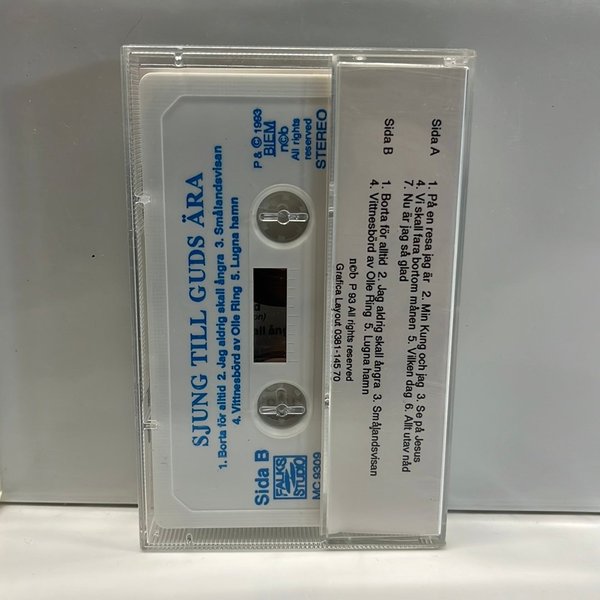 SJUNG TILL GUDS ÄRA
1. Borta för alltid 2. Jag aldrig skall ångra 3. Smålandsvisan
4. Vittnesbörd av Olle Ring 5. Lugna hamn
Sida B
FALKS
STUDIO
MC 9309
P & © 1993
BIEM
n©b
All rights
reserved
STEREO
Sida A
1. På en resa jag är 2. Min Kung och jag 3. Se på Jesus
4. Vi skall fara bortom månen 5. Vilken dag 6. Allt utav nåd
7. Nu är jag så glad
Sida B
1. Borta för alltid 2. Jag aldrig skall ångra 3. Smålandsvisan
4. Vittnesbörd av Olle Ring 5. Lugna hamn
n©b P 93 All rights reserved
Grafica Layout 0381-145 70